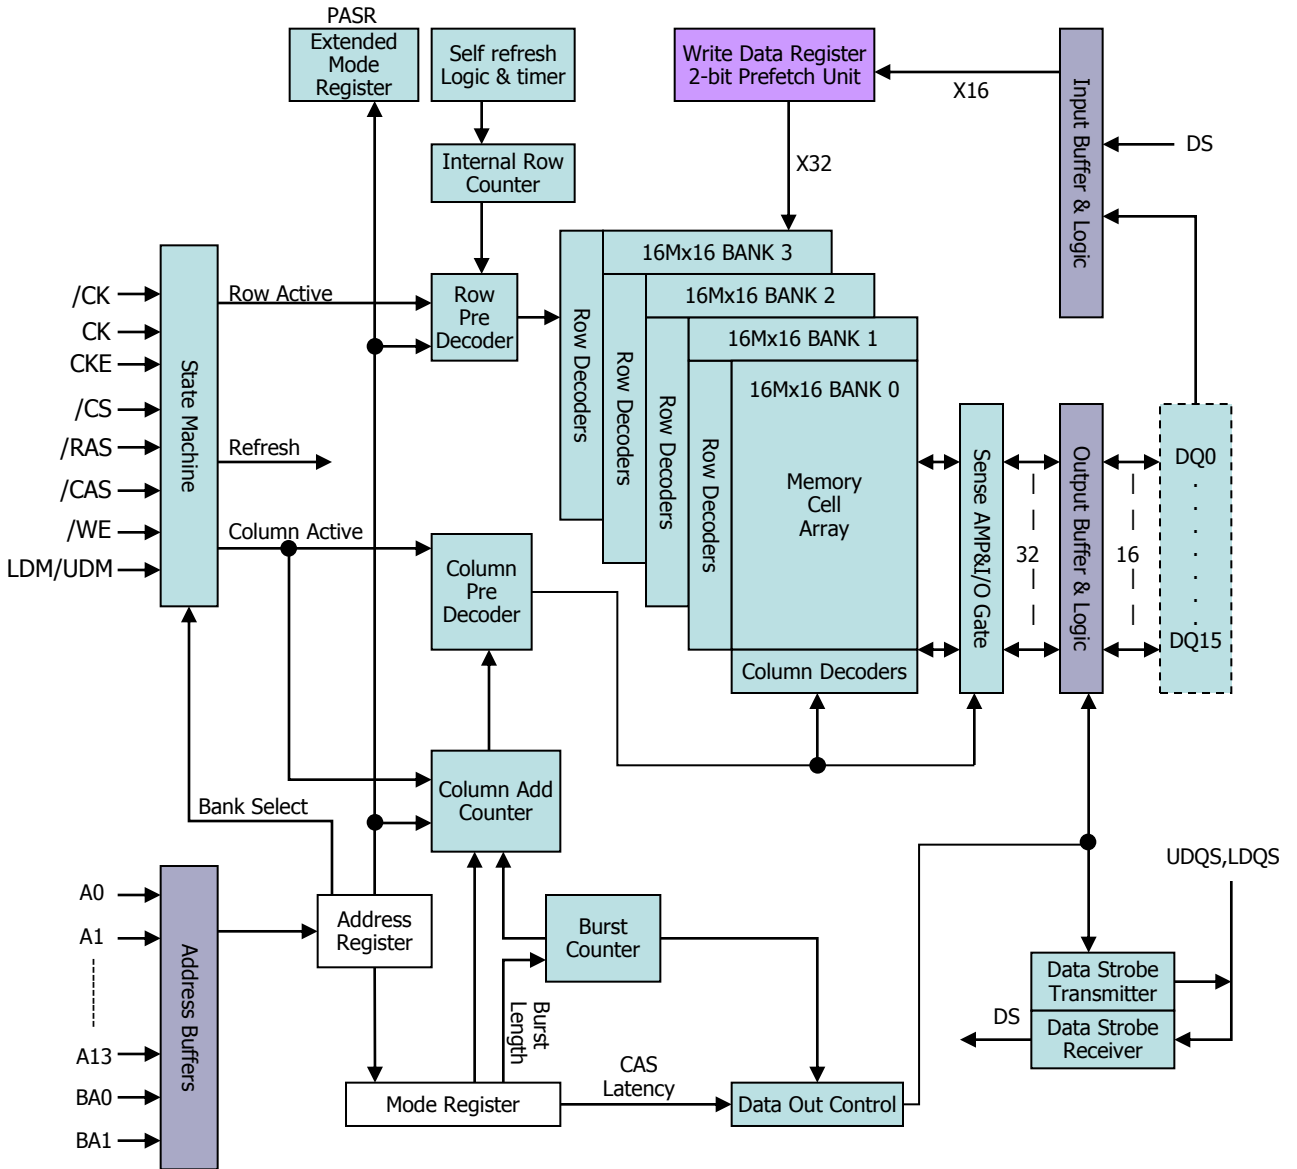 PASR
Extended
Mode
Register
Self refresh
Logic & timer
Write Data Register
2-bit Prefetch Unit
X16
Input Buffer & Logic
DS
Internal Row
Counter
X32
16Mx16 BANK 3
16Mx16 BANK 2
16Mx16 BANK 1
16Mx16 BANK 0
Row Decoders
Row Decoders
Row Decoders
Row Decoders
Memory
Cell
Array
Column Decoders
/CK
CK
CKE
/CS
/RAS
/CAS
/WE
LDM/UDM
State Machine
Row Active
Refresh
Column Active
Row
Pre
Decoder
Column
Pre
Decoder
Sense AMP&I/O Gate
32
Output Buffer & Logic
16
DQ0
DQ15
Bank Select
Column Add
Counter
A0
A1
A13
BA0
BA1
Address Buffers
Address
Register
Burst
Counter
Burst
Length
Mode Register
CAS
Latency
Data Out Control
UDQS,LDQS
Data Strobe
Transmitter
Data Strobe
Receiver
DS